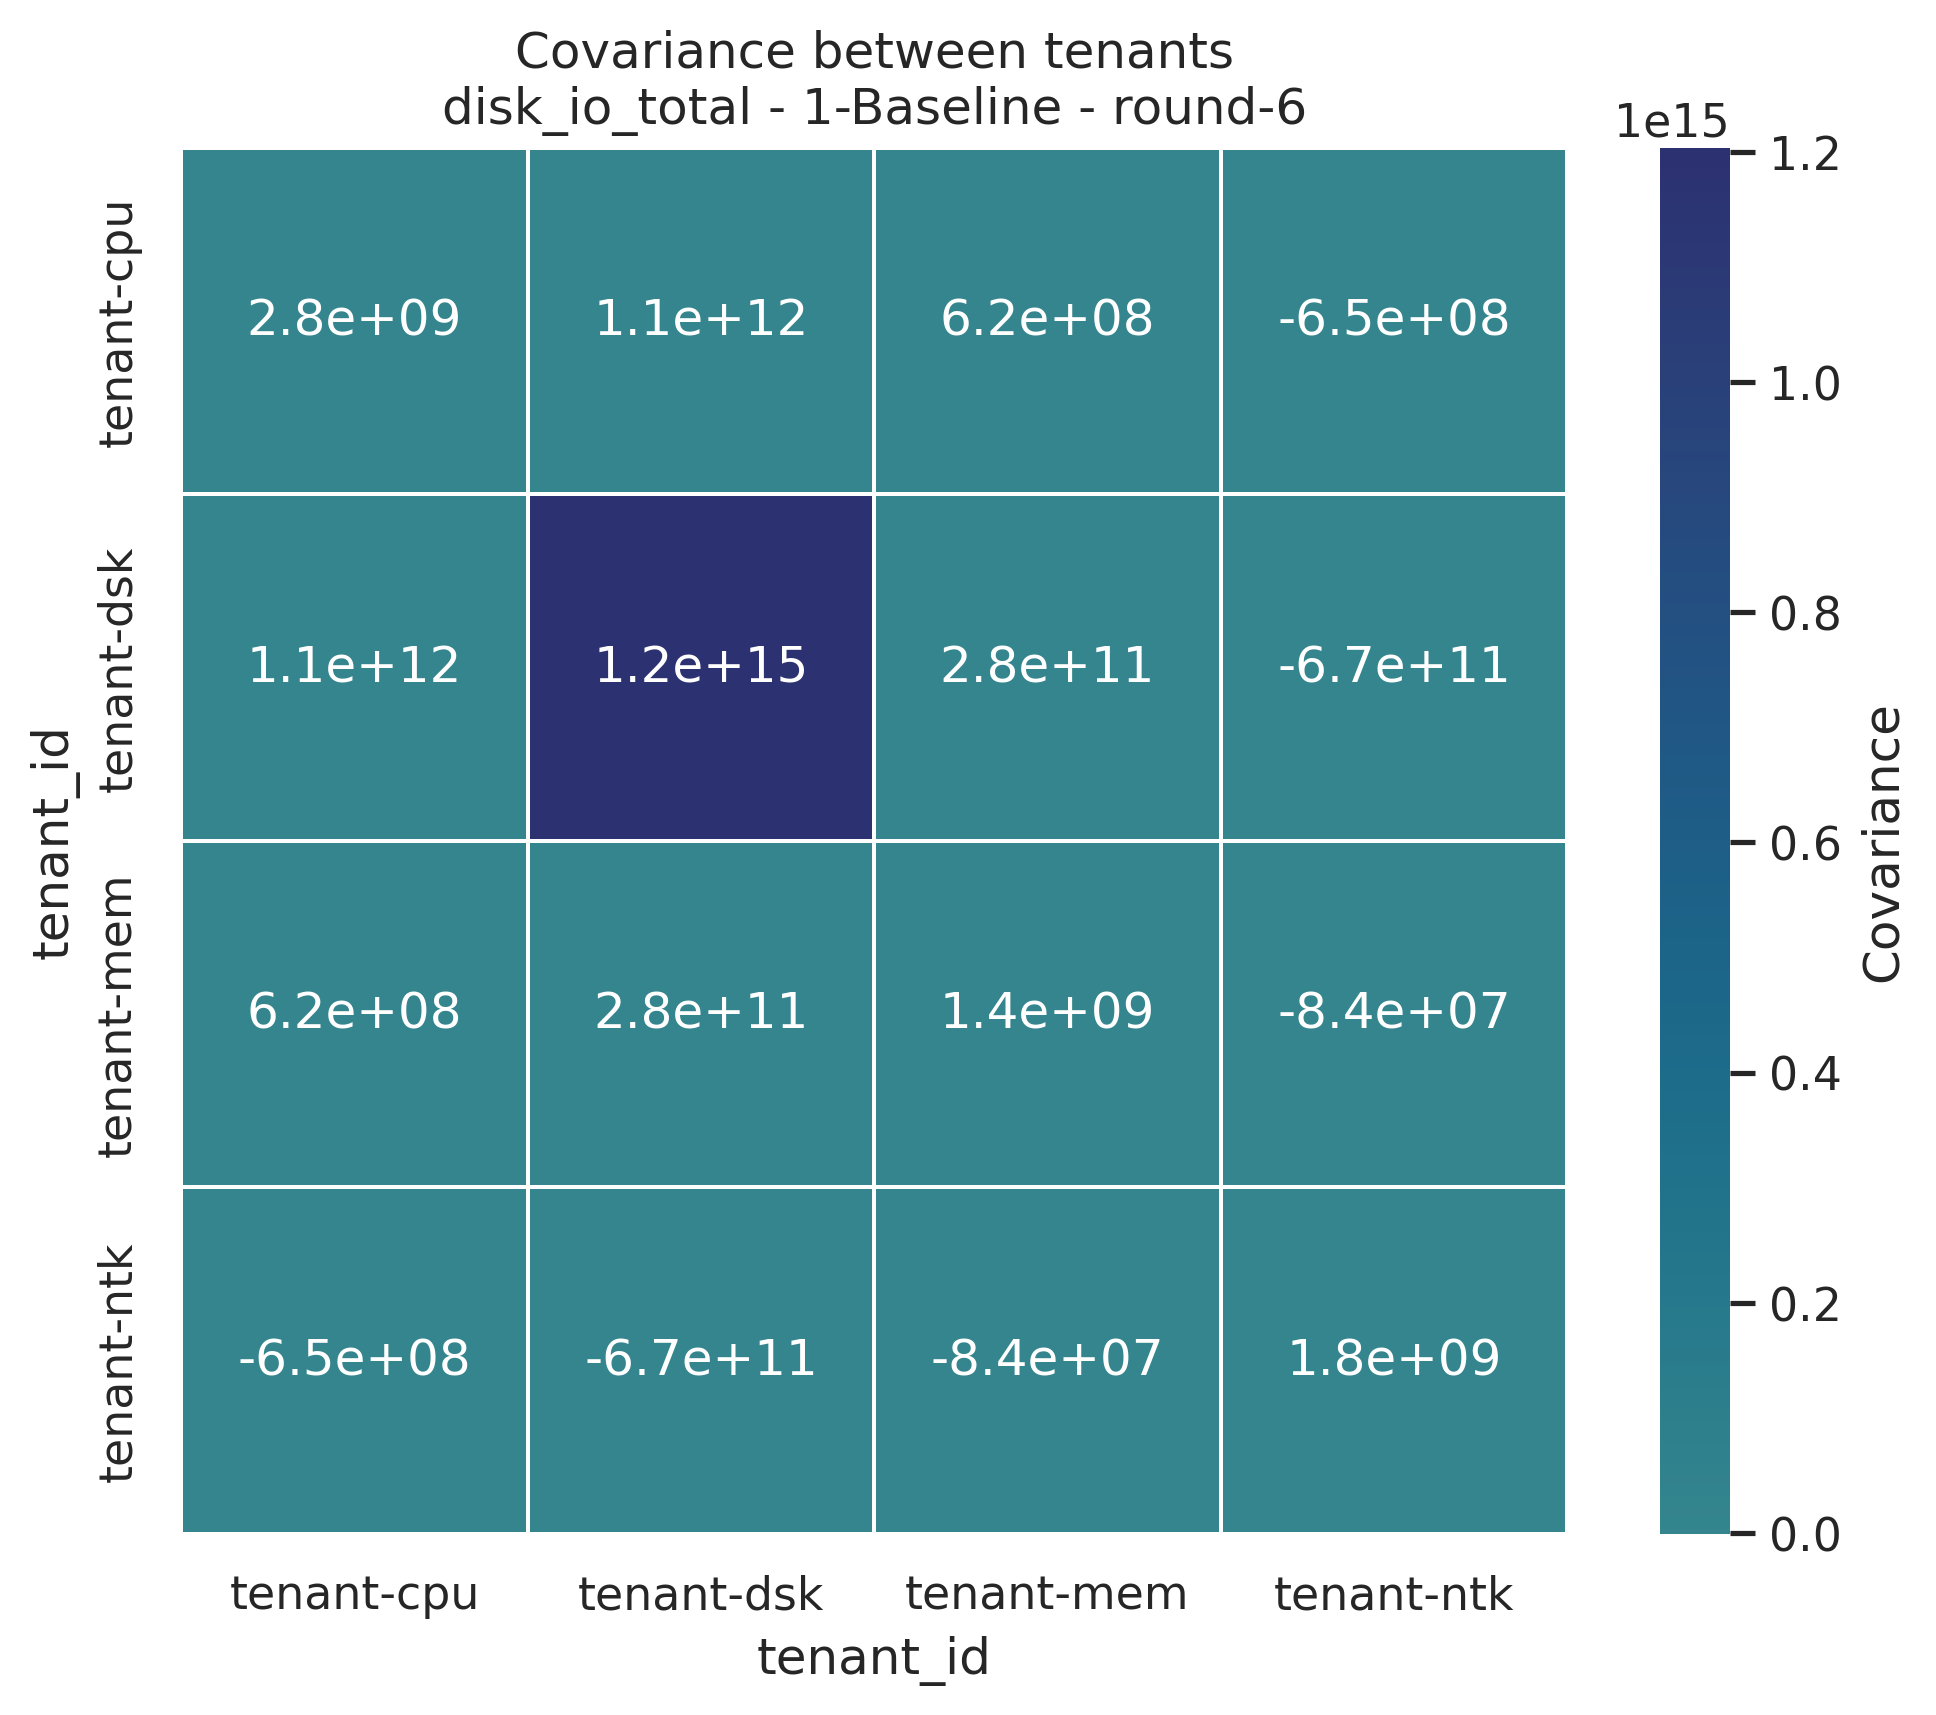 Covariance between tenants
disk_io_total - 1-Baseline - round-6
1e15
tenant_id
tenant-cpu
2.8e+09 1.1e+12 6.2e+08 -6.5e+08
tenant-dsk
1.1e+12 1.2e+15 2.8e+11 -6.7e+11
tenant-mem
6.2e+08 2.8e+11 1.4e+09 -8.4e+07
tenant-ntk
-6.5e+08 -6.7e+11 -8.4e+07 1.8e+09
tenant-cpu tenant-dsk tenant-mem tenant-ntk
tenant_id
1.2
1.0
0.8
0.6
0.4
0.2
0.0
Covariance